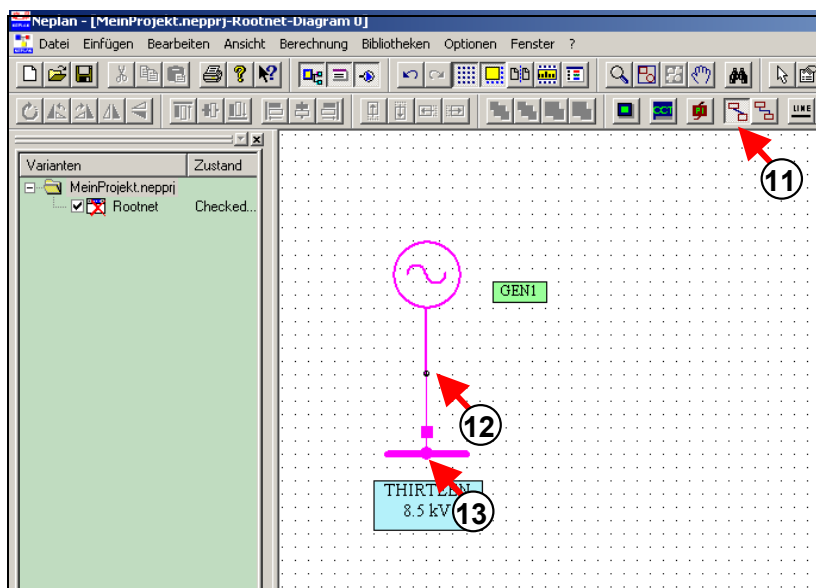 Neplan - [MeinProjekt.nepprj-Rootnet-Diagram 0]
Datei Einfügen Bearbeiten Ansicht Berechnung Bibliotheken Optionen Fenster ?
CCT LINE
11
Varianten Zustand
MeinProjekt.nepprj
Rootnet Checked...
GEN1
12
THIRTEEN
8.5 kV
13